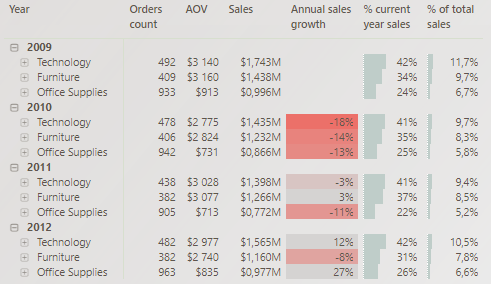 Year Orders count AOV Sales Annual sales growth % current year sales % of total sales
2009
Technology 492 $3 140 $1,743M 42% 11,7%
Furniture 409 $3 160 $1,438M 34% 9,7%
Office Supplies 933 $913 $0,996M 24% 6,7%
2010
Technology 478 $2 775 $1,435M -18% 41% 9,7%
Furniture 406 $2 824 $1,232M -14% 35% 8,3%
Office Supplies 942 $731 $0,866M -13% 25% 5,8%
2011
Technology 438 $3 028 $1,398M -3% 41% 9,4%
Furniture 382 $3 077 $1,266M 3% 37% 8,5%
Office Supplies 905 $713 $0,772M -11% 22% 5,2%
2012
Technology 482 $2 977 $1,565M 12% 42% 10,5%
Furniture 382 $2 740 $1,160M -8% 31% 7,8%
Office Supplies 963 $835 $0,977M 27% 26% 6,6%